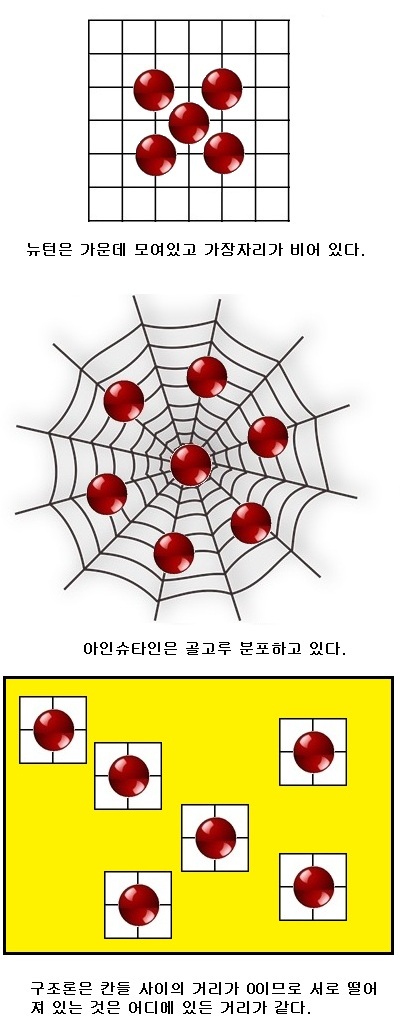 뉴턴은 가운데 모여있고 가장자리가 비어 있다.
아인슈타인은 골고루 분포하고 있다.
구조론은 칸들 사이의 거리가 0이므로 서로 떨어
져 있는 것은 어디에 있든 거리가 같다.